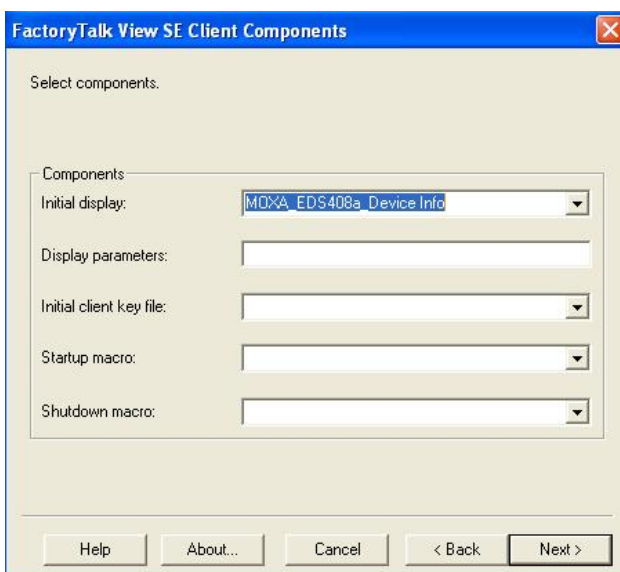 FactoryTalk View SE Client Components
Select components.
Components
Initial display: MOXA_EDS408a_Device Info
Display parameters:
Initial client key file:
Startup macro:
Shutdown macro:
Help About... Cancel < Back Next >